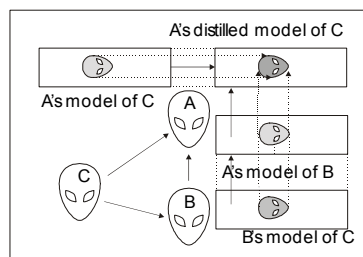 A's distilled model of C
A's model of C
A
C
A's model of B
B
B's model of C